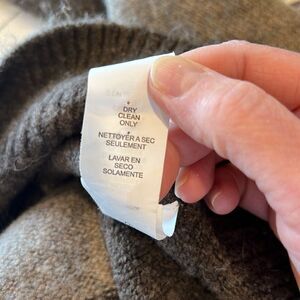 • DRY
CLEAN
ONLY
• NETTOYER A SEC
SEULEMENT
LAVAR EN
SECO
SOLAMENTE